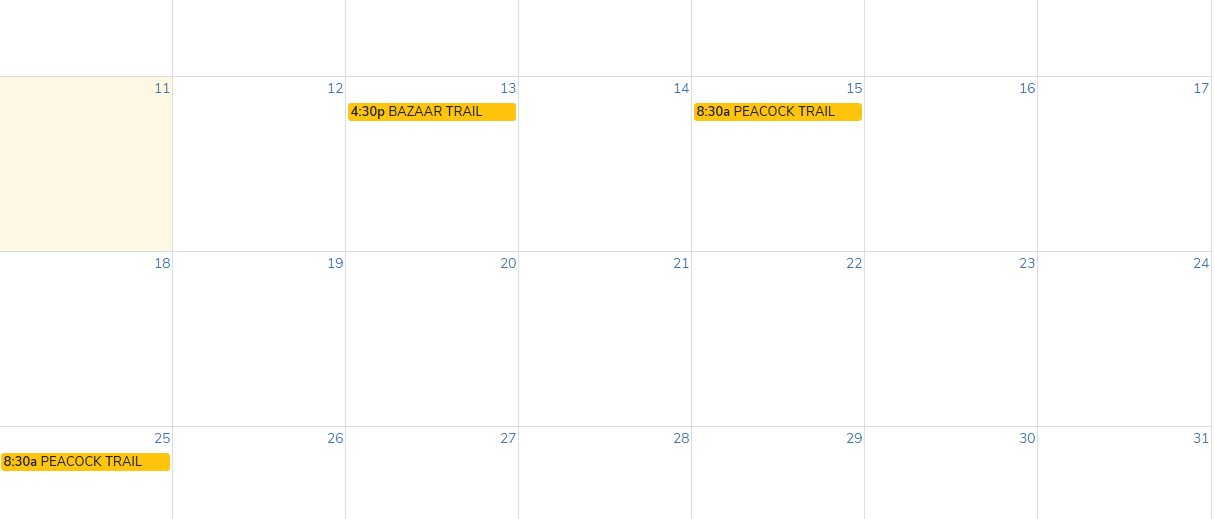 11 12 13 14 15 16 17
4:30p BAZAAR TRAIL 8:30a PEACOCK TRAIL
18 19 20 21 22 23 24
25 26 27 28 29 30 31
8:30a PEACOCK TRAIL